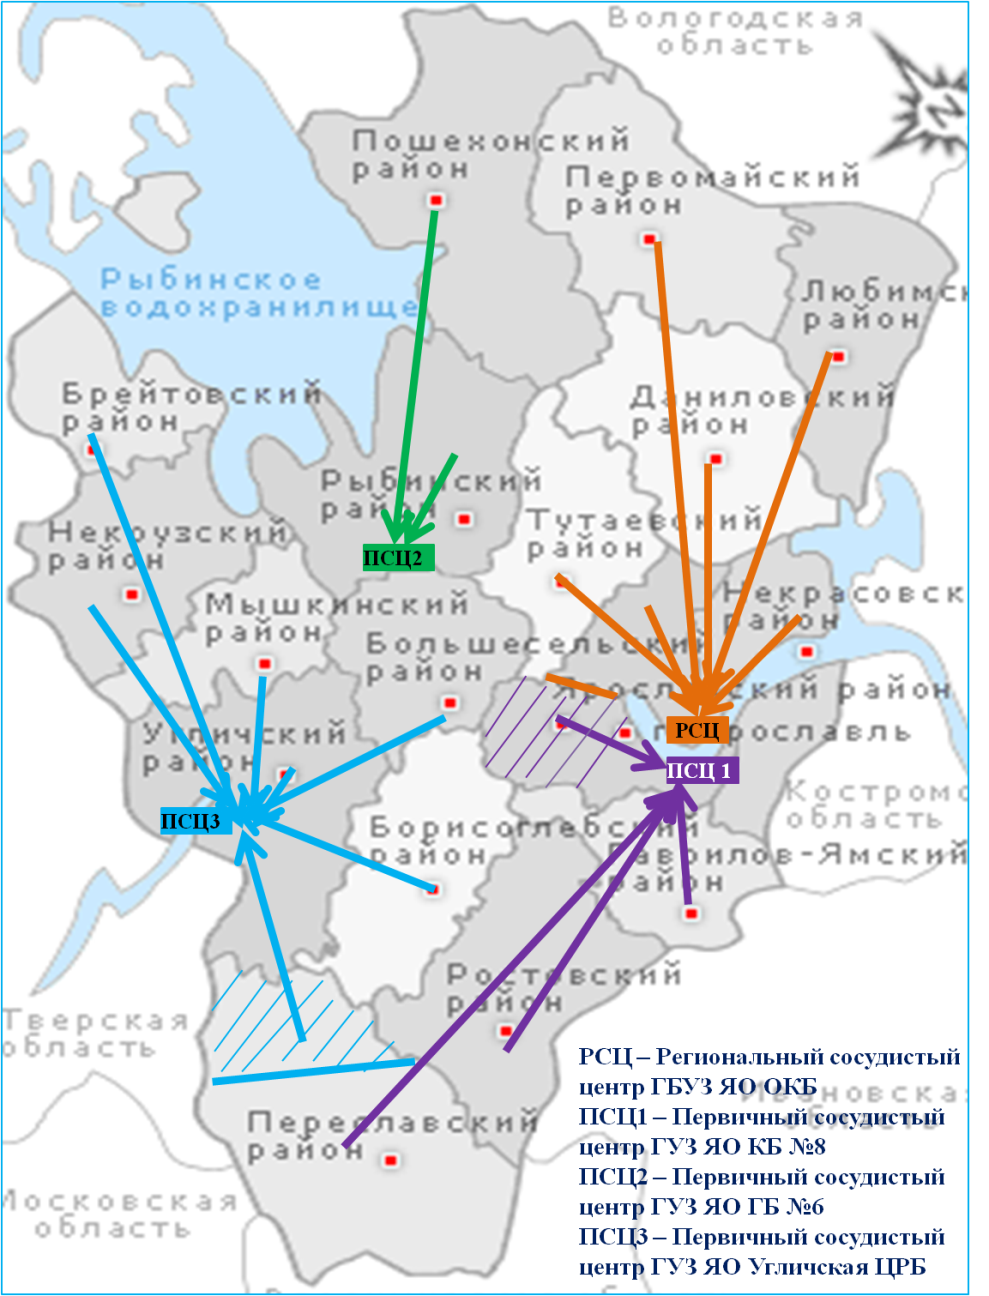 Вологодская
область
Пошехонский
район
Первомайский
район
Рыбинское
водохранилище
Любимск
район
Брейтовский
район
Даниловский
район
Рыбинский
район
Некоузский
район
Тутаевский
район
ПСЦ2
Некрасовск
район
Мышкинский
район
Большесельский
район
Ярославский район
г. Ярославль
РСЦ
Угличский
район
ПСЦ 1
ПСЦ3
Костромс
область
Борисоглебский
район
Гаврилов-Ямский
район
Ростовский
район
Тверская
область
РСЦ – Региональный сосудистый
центр ГБУЗ ЯО ОКБ
Ивановская
область
ПСЦ1 – Первичный сосудистый
центр ГУЗ ЯО КБ №8
Переславский
район
ПСЦ2 – Первичный сосудистый
центр ГУЗ ЯО ГБ №6
Московская
область
ПСЦ3 – Первичный сосудистый
центр ГУЗ ЯО Угличская ЦРБ